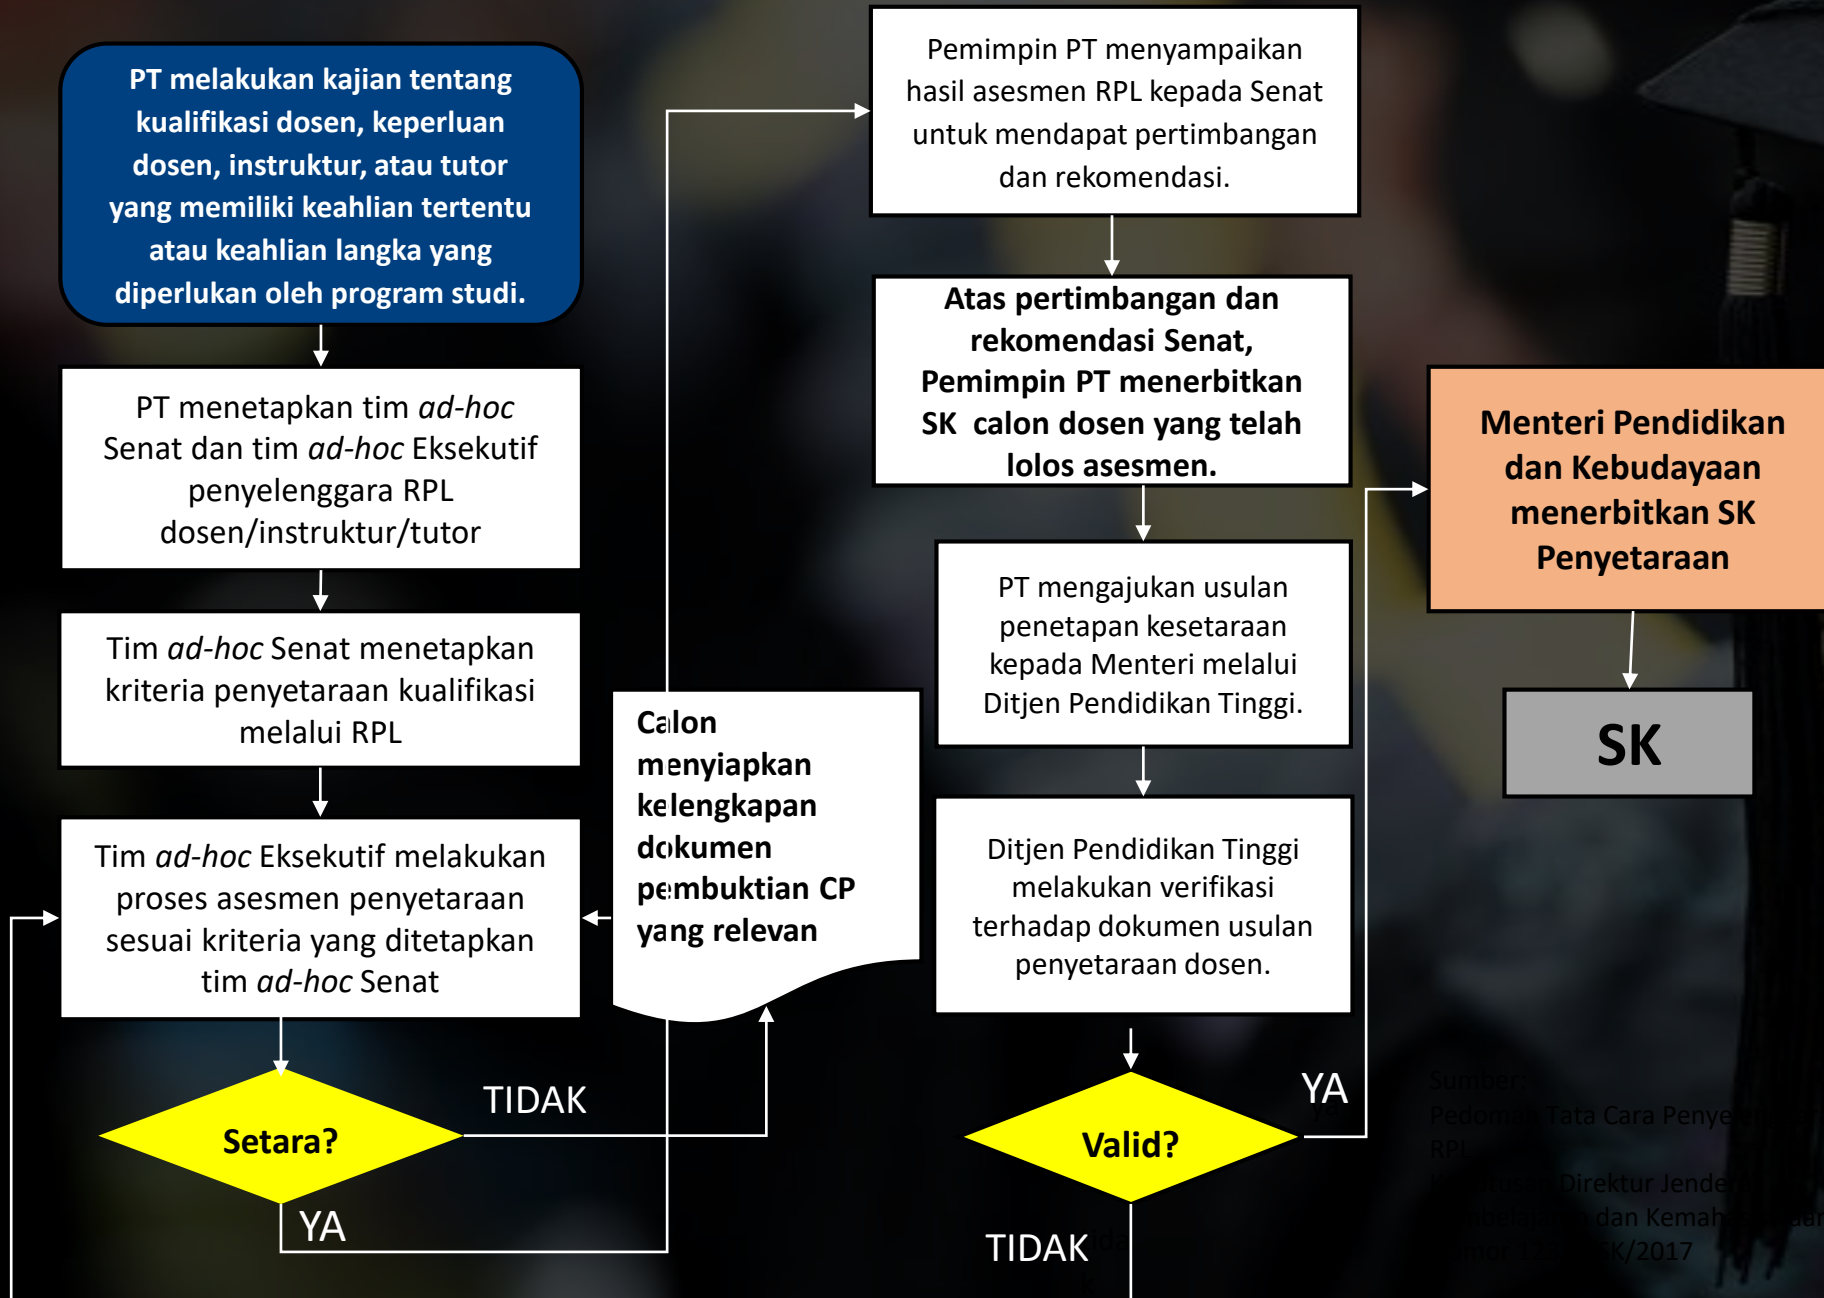 PT melakukan kajian tentang
kualifikasi dosen, keperluan
dosen, instruktur, atau tutor
yang memiliki keahlian tertentu
atau keahlian langka yang
diperlukan oleh program studi.
PT menetapkan tim ad-hoc
Senat dan tim ad-hoc Eksekutif
penyelenggara RPL
dosen/instruktur/tutor
Tim ad-hoc Senat menetapkan
kriteria penyetaraan kualifikasi
melalui RPL
Tim ad-hoc Eksekutif melakukan
proses asesmen penyetaraan
sesuai kriteria yang ditetapkan
tim ad-hoc Senat
Setara?
TIDAK
YA
Calon
menyiapkan
kelengkapan
dokumen
pembuktian CP
yang relevan
Pemimpin PT menyampaikan
hasil asesmen RPL kepada Senat
untuk mendapat pertimbangan
dan rekomendasi.
Atas pertimbangan dan
rekomendasi Senat,
Pemimpin PT menerbitkan
SK calon dosen yang telah
lolos asesmen.
PT mengajukan usulan
penetapan kesetaraan
kepada Menteri melalui
Ditjen Pendidikan Tinggi.
Ditjen Pendidikan Tinggi
melakukan verifikasi
terhadap dokumen usulan
penyetaraan dosen.
Valid?
YA
TIDAK
Menteri Pendidikan
dan Kebudayaan
menerbitkan SK
Penyetaraan
SK
Sumber:
Pedoman Tata Cara
RPL
Direktur
dan